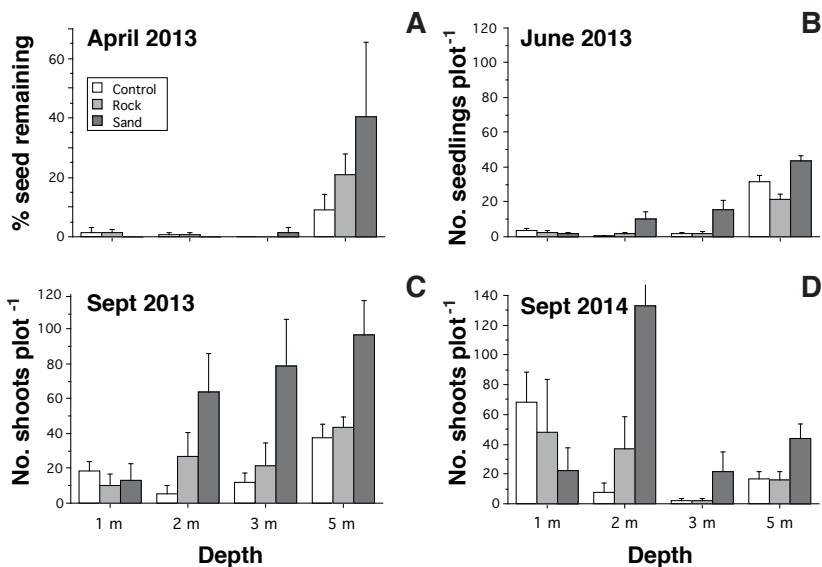 April 2013
A
% seed remaining
60
40
20
0
Control
Rock
Sand
June 2013
B
No. seedlings plot⁻¹
120
100
80
60
40
20
0
Sept 2013
C
No. shoots plot⁻¹
120
100
80
60
40
20
0
1 m 2 m 3 m 5 m
Depth
Sept 2014
D
No. shoots plot⁻¹
140
120
100
80
60
40
20
0
1 m 2 m 3 m 5 m
Depth